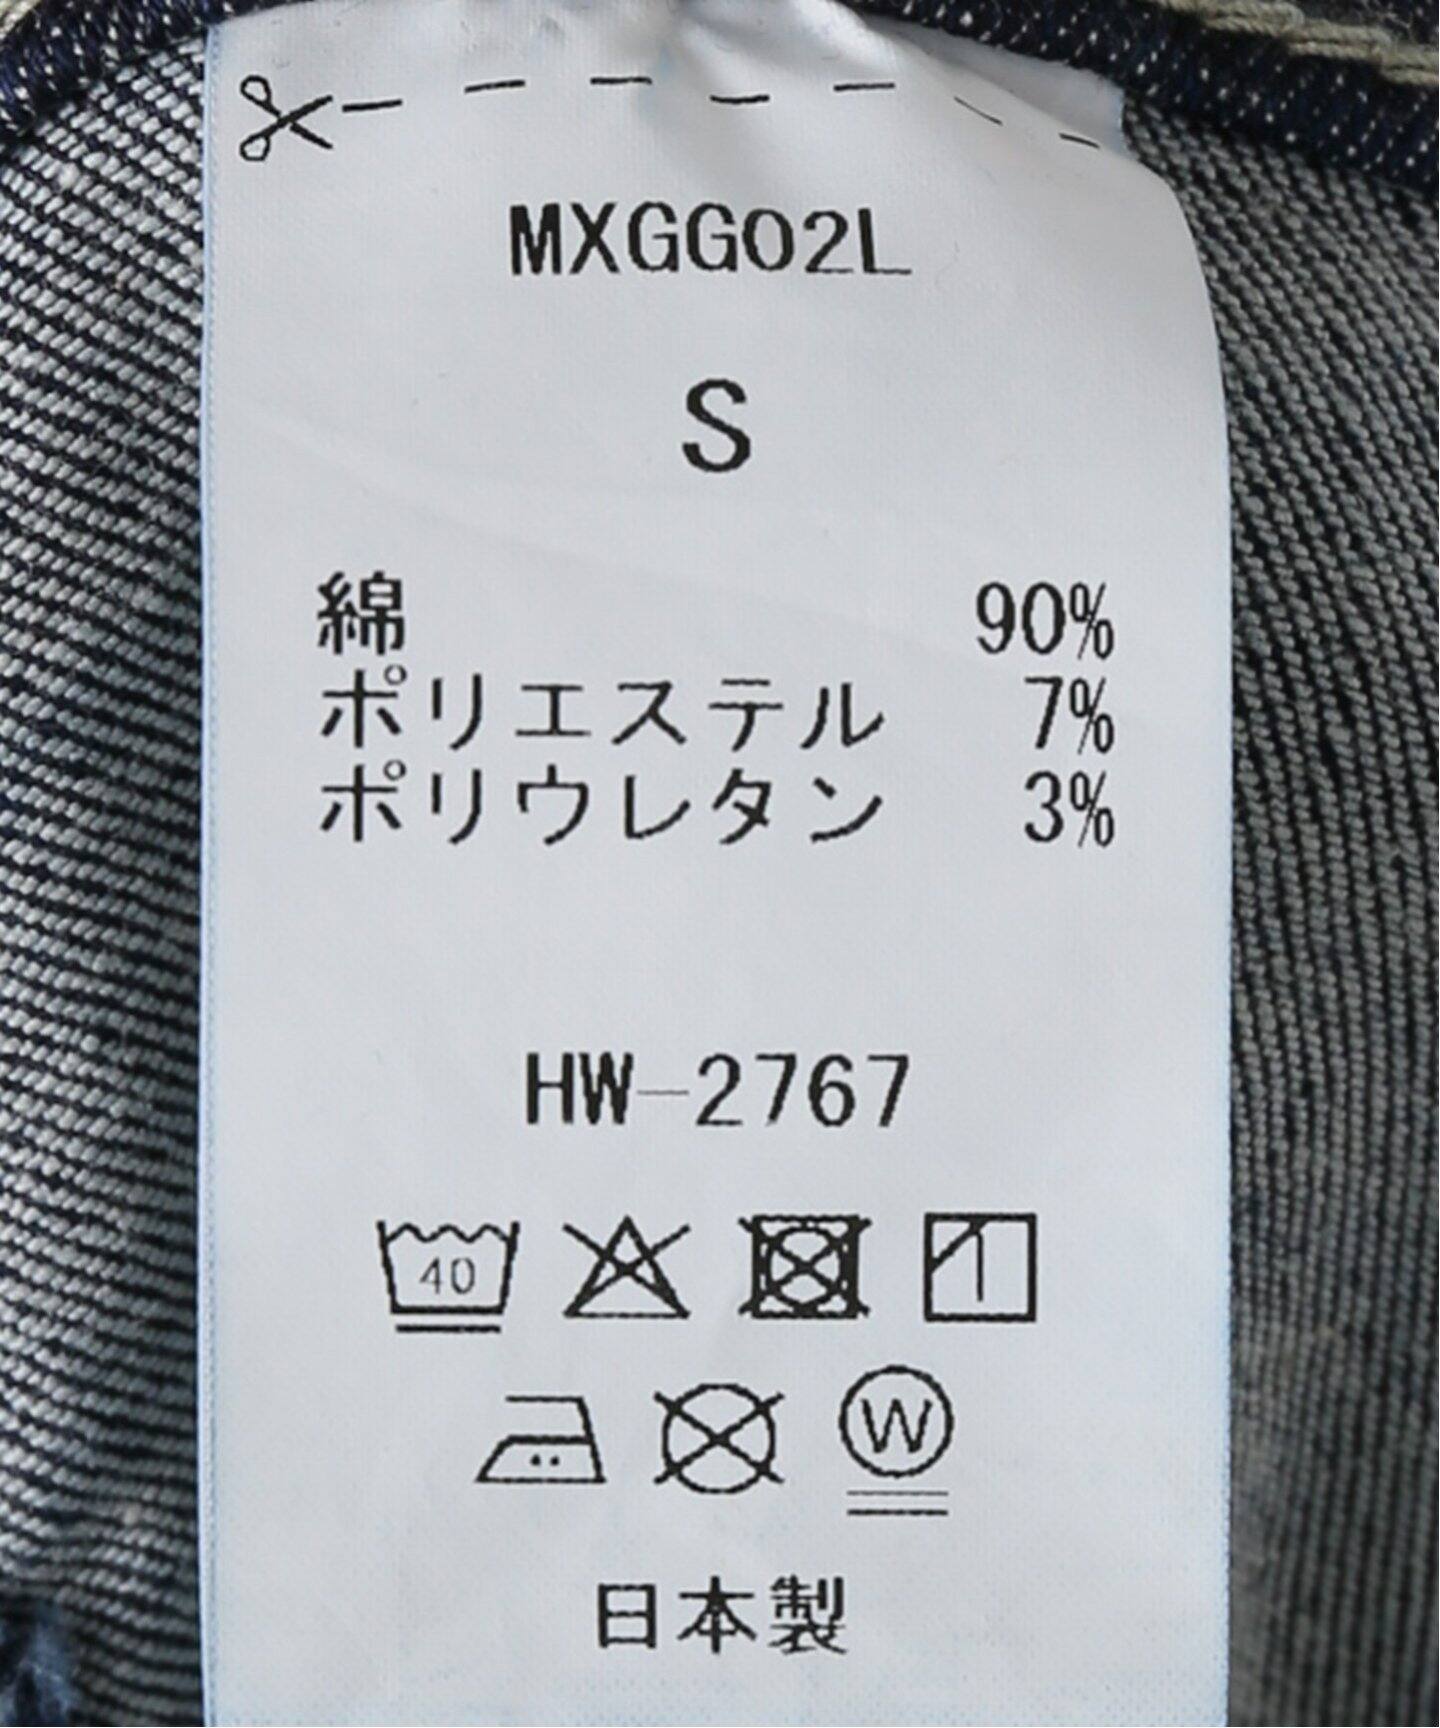 MXGG02L
S
綿 90%
ポリエステル 7%
ポリウレタン 3%
HW-2767
40
W
日本製